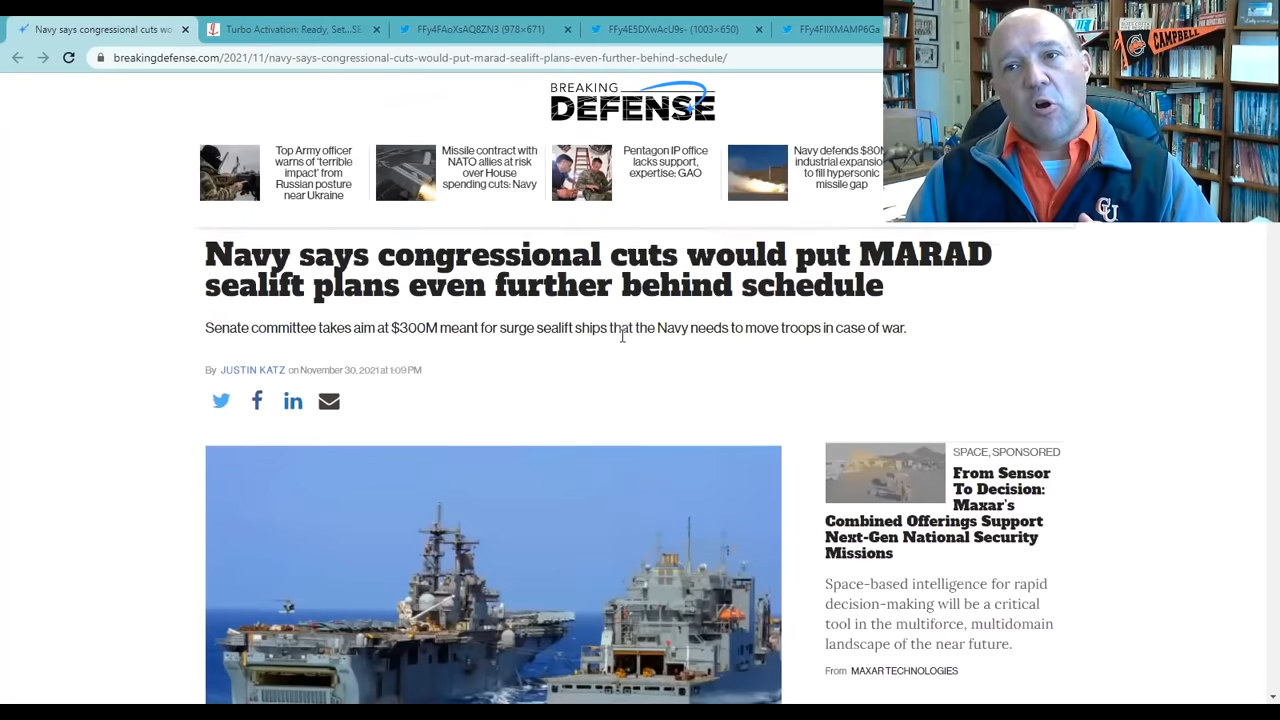 Navy says congressional cuts wo
Turbo Activation: Ready, Set...SE
FFy4FAoXsAQ8ZN3 (978×671)
FFy4E5DXwAcU9s- (1003×650)
FFy4FIIXMAMP6Ga
breakingdefense.com/2021/11/navy-says-congressional-cuts-would-put-marad-sealift-plans-even-further-behind-schedule/
CAMPBELL
CU
BREAKING
DEFENSE
Top Army officer
warns of 'terrible
impact' from
Russian posture
near Ukraine
Missile contract with
NATO allies at risk
over House
spending cuts: Navy
Pentagon IP office
lacks support,
expertise: GAO
Navy defends $80M
industrial expansio
to fill hypersonic
missile gap
Navy says congressional cuts would put MARAD
sealift plans even further behind schedule
Senate committee takes aim at $300M meant for surge sealift ships that the Navy needs to move troops in case of war.
By JUSTIN KATZ on November 30, 2021 at 1:09 PM
SPACE, SPONSORED
From Sensor
To Decision:
Maxar's
Combined Offerings Support
Next-Gen National Security
Missions
Space-based intelligence for rapid
decision-making will be a critical
tool in the multiforce, multidomain
landscape of the near future.
From MAXAR TECHNOLOGIES